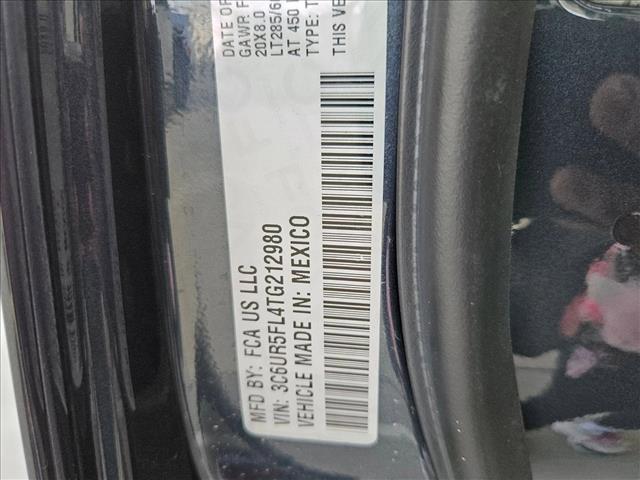 DATE O
GAWR F
20X8.0
LT285/6
AT 450
TYPE: T
THIS VE
MFD BY: FCA US LLC
VIN: 3C6UR5FL4TG212980
VEHICLE MADE IN: MEXICO